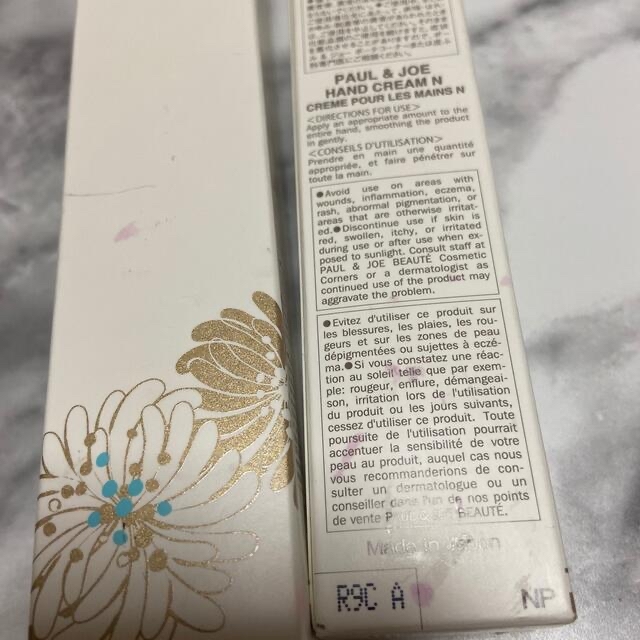 PAUL & JOE
HAND CREAM N
CREME POUR LES MAINS N
<DIRECTIONS FOR USE>
Apply an appropriate amount to the
entire hand, smoothing the product
in gently.
<CONSEILS D'UTILISATION>
Prendre en main une quantité
appropriée, et faire pénétrer sur
toute la main.
●Avoid use on areas with
wounds, inflammation, eczema,
rash, abnormal pigmentation, or
areas that are otherwise irritat-
ed.●Discontinue use if skin is
red, swollen, itchy, or irritated
during use or after use when ex-
posed to sunlight. Consult staff at
PAUL & JOE BEAUTÉ Cosmetic
Corners or a dermatologist as
continued use of the product may
aggravate the problem.
●Evitez d'utiliser ce produit sur
les blessures, les plaies, les rou-
geurs et sur les zones de peau
dépigmentées ou sujettes à eczé-
ma.●Si vous constatez une réac-
tion au soleil telle que par exem-
ple: rougeur, enflure, démangeai-
son, irritation lors de l'utilisation
du produit ou les jours suivants,
cessez d'utiliser ce produit. Toute
poursuite de l'utilisation pourrait
accentuer la sensibilité de votre
peau au produit, auquel cas nous
vous recommanderions de con-
sulter un dermatologue ou un
conseiller dans l'un de nos points
de vente PAUL & JOE BEAUTÉ.
Made in Japan
R9C A NP